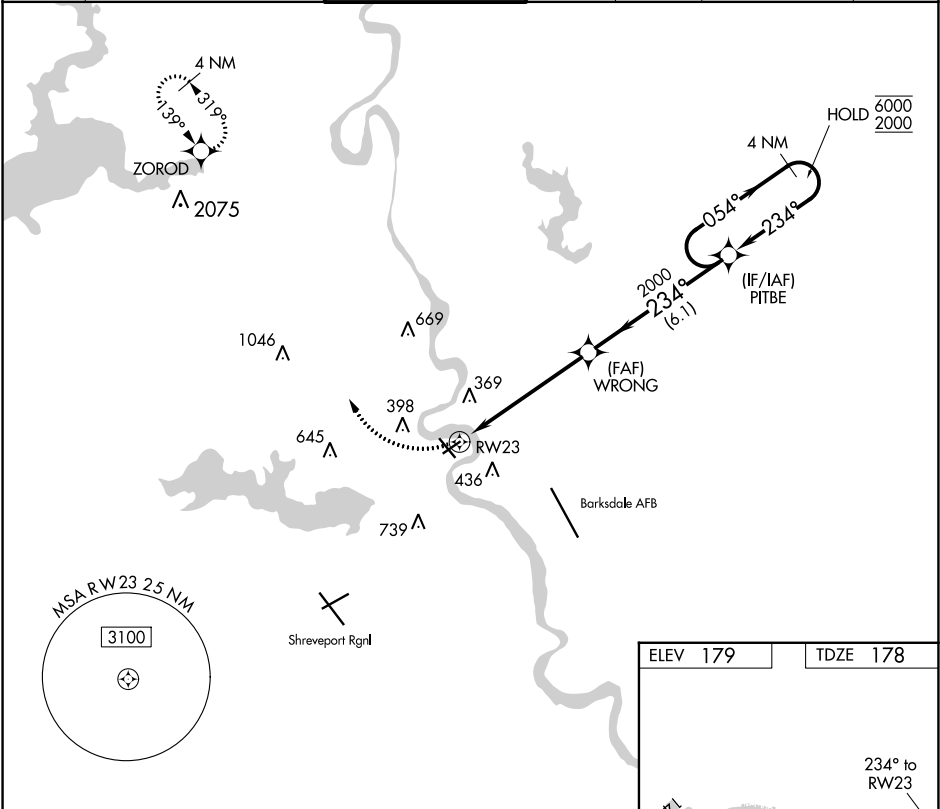 4 NM
319°
139°
ZOROD
2075
HOLD 6000
2000
4 NM
054°
234°
(IF/IAF)
PITBE
2000
234°
(6.1)
669
1046
(FAF)
WRONG
369
398
645
RW23
436
Barksdale AFB
739
MSA RW23 25 NM
3100
Shreveport Rgnl
ELEV 179
TDZE 178
234° to
RW23